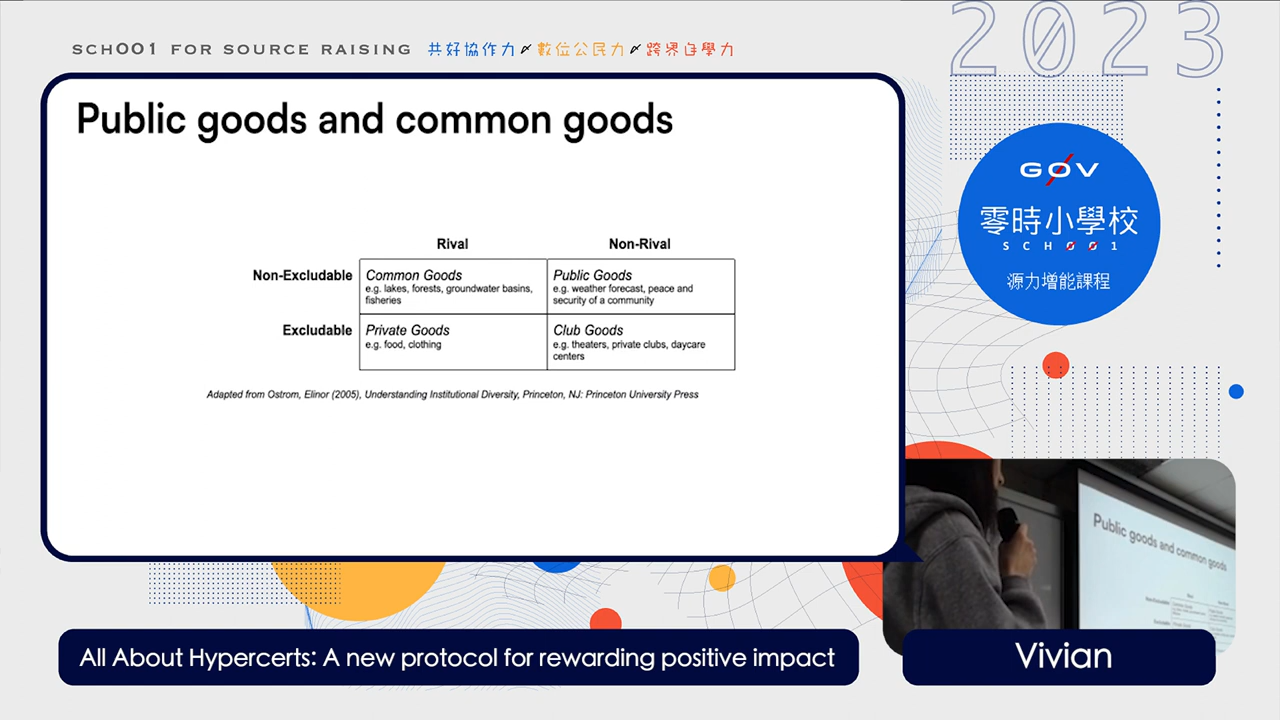 SCHOO1 FOR SOURCE RAISING 共好協作力 數位公民力 跨界自學力
2023
Public goods and common goods
Rival Non-Rival
Non-Excludable
Common Goods
e.g. lakes, forests, groundwater basins,
fisheries
Public Goods
e.g. weather forecast, peace and
security of a community
Excludable
Private Goods
e.g. food, clothing
Club Goods
e.g. theaters, private clubs, daycare
centers
Adapted from Ostrom, Elinor (2005), Understanding Institutional Diversity, Princeton, NJ: Princeton University Press
G0V
零時小學校
SCH001
源力增能課程
Public goods and common goods
All About Hypercerts: A new protocol for rewarding positive impact
Vivian